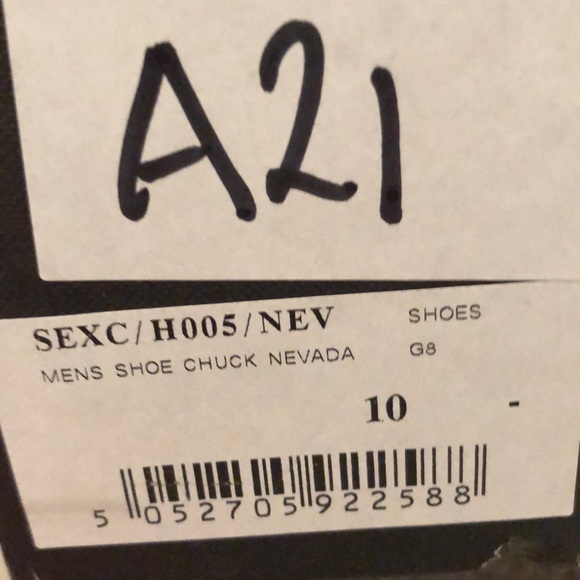 A21
SEXC/H005/NEV SHOES
MENS SHOE CHUCK NEVADA G8
10 -
5 052705 922588